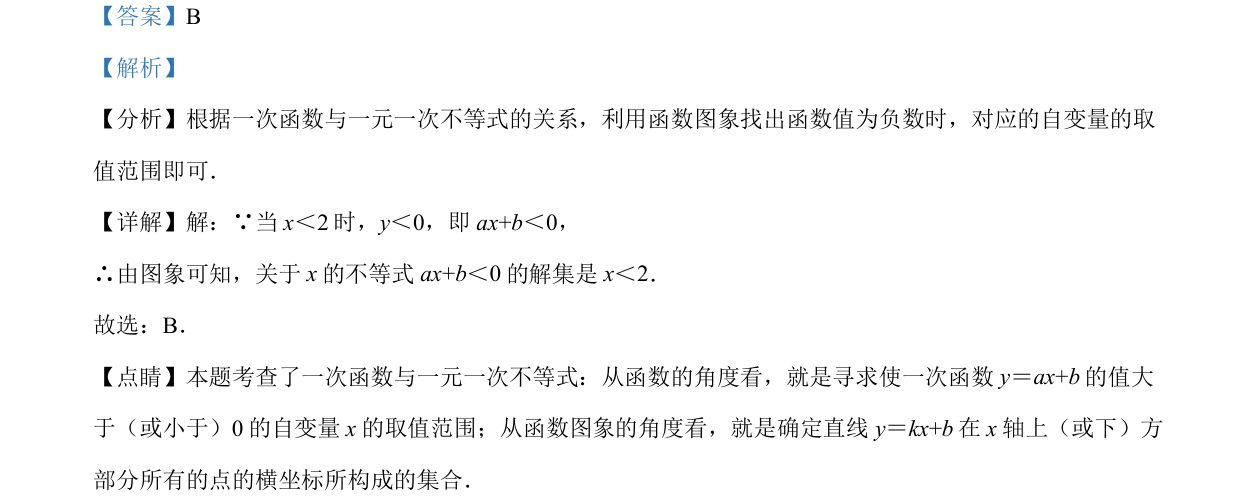 【答案】B
【解析】
【分析】根据一次函数与一元一次不等式的关系，利用函数图象找出函数值为负数时，对应的自变量的取
值范围即可．
【详解】解：∵当 x＜2 时，y＜0，即 ax+b＜0，
∴由图象可知，关于 x 的不等式 ax+b＜0 的解集是 x＜2．
故选：B．
【点睛】本题考查了一次函数与一元一次不等式：从函数的角度看，就是寻求使一次函数 y＝ax+b 的值大
于（或小于）0 的自变量 x 的取值范围；从函数图象的角度看，就是确定直线 y＝kx+b 在 x 轴上（或下）方
部分所有的点的横坐标所构成的集合．